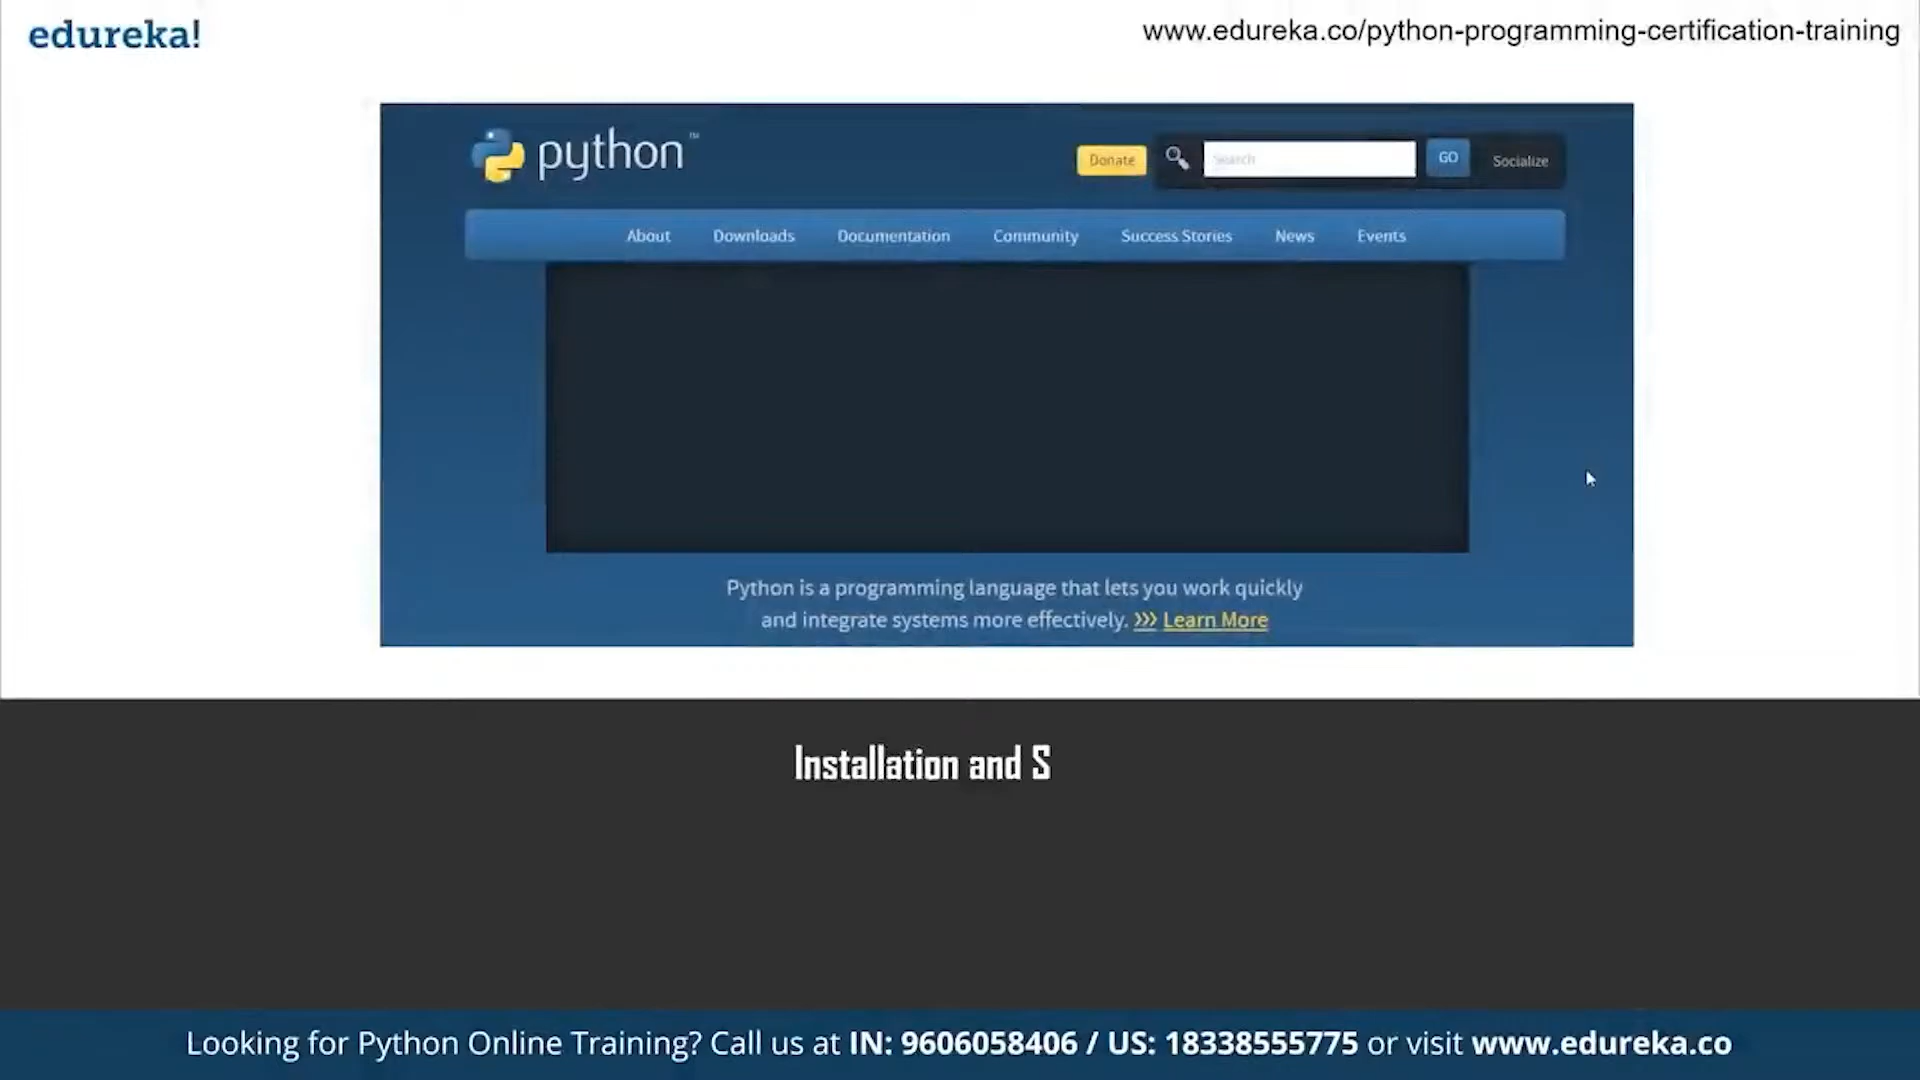 edureka!
www.edureka.co/python-programming-certification-training
python™
Donate
Search
GO
Socialize
About Downloads Documentation Community Success Stories News Events
Python is a programming language that lets you work quickly
and integrate systems more effectively. >>> Learn More
Installation and S
Looking for Python Online Training? Call us at IN: 9606058406 / US: 18338555775 or visit www.edureka.co